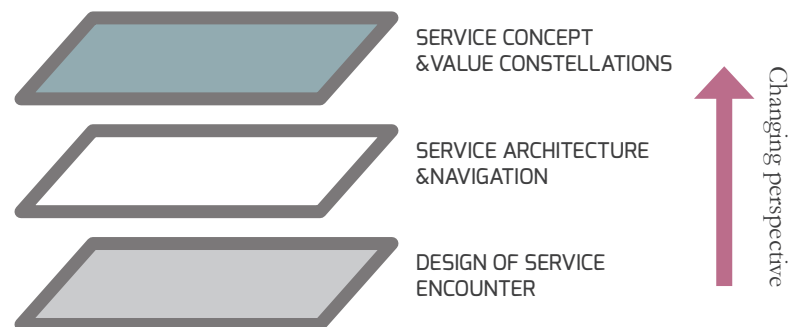 SERVICE CONCEPT
&VALUE CONSTELLATIONS
SERVICE ARCHITECTURE
&NAVIGATION
DESIGN OF SERVICE
ENCOUNTER
Changing perspective